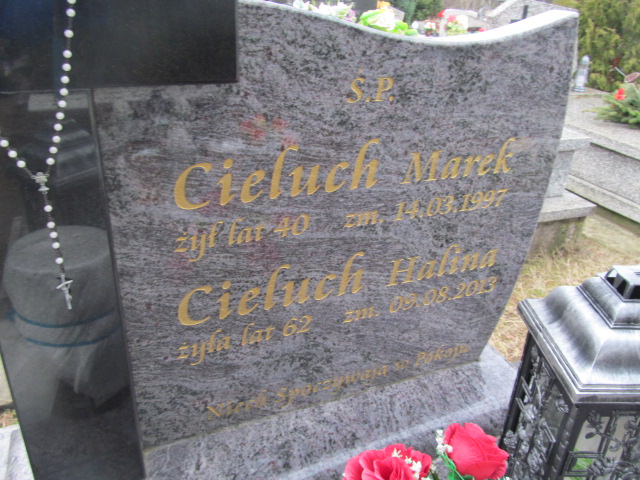 Ś.P.
Cieluch Marek
żył lat 40 zm. 14.03.1997
Cieluch Halina
żyła lat 62 zm. 05.08.2013
Niech Spoczywają w Pokoju